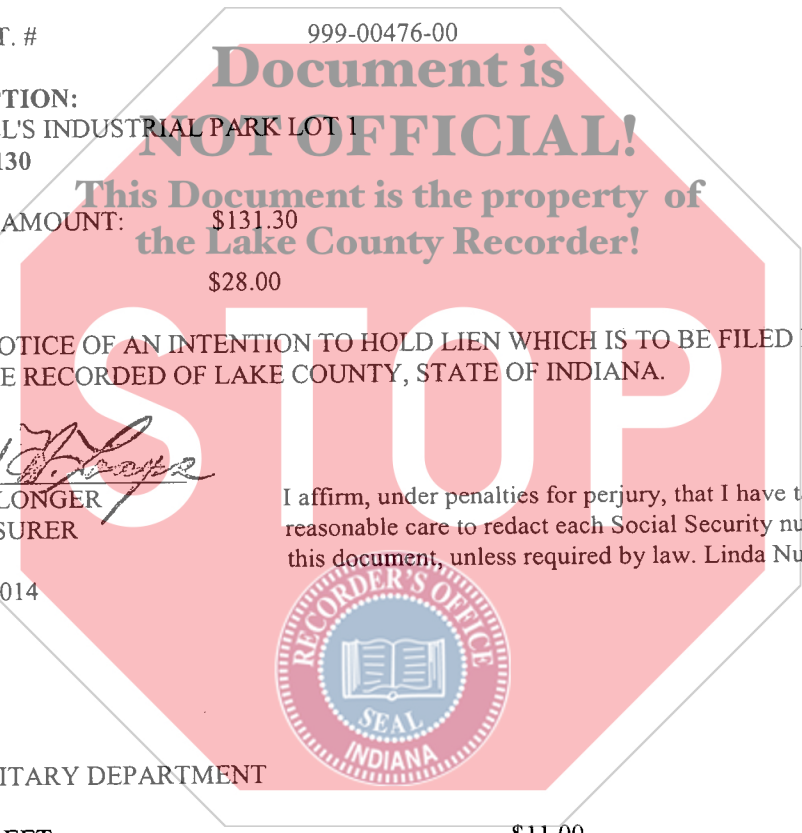 T. # 999-00476-00
Document is
PTION:
L'S INDUSTRIAL PARK LOT 1
NOT OFFICIAL!
130
This Document is the property of
AMOUNT: $131.30
the Lake County Recorder!
$28.00
STOP
OTICE OF AN INTENTION TO HOLD LIEN WHICH IS TO BE FILED
E RECORDED OF LAKE COUNTY, STATE OF INDIANA.
LONGER
SURER
I affirm, under penalties for perjury, that I have
reasonable care to redact each Social Security
this document, unless required by law. Linda
014
RECORDER'S OFFICE
SEAL
INDIANA
ITARY DEPARTMENT
$11.00